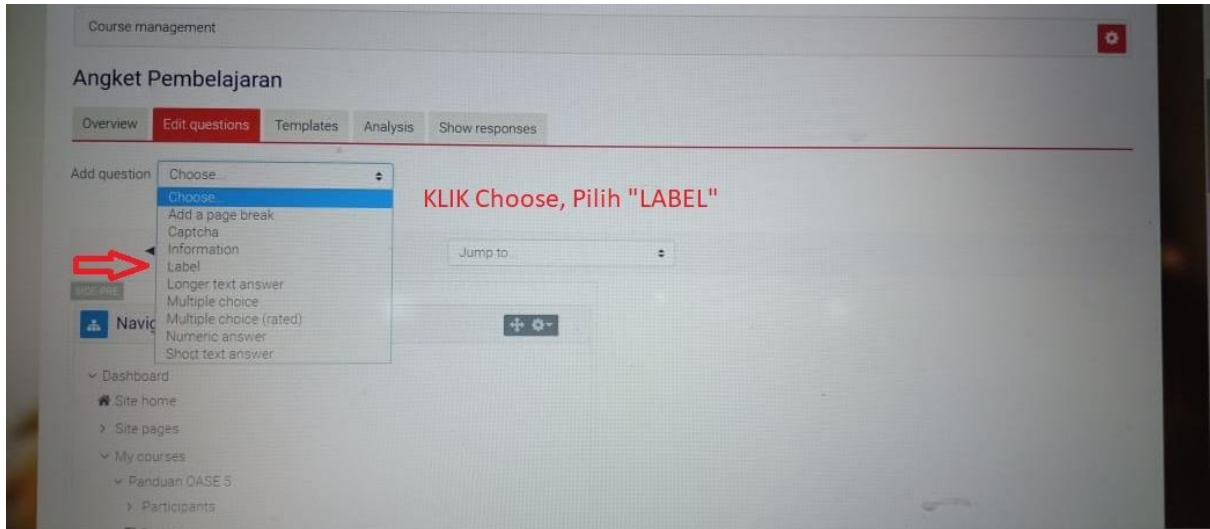 Course management
Angket Pembelajaran
Overview Edit questions Templates Analysis Show responses
Add question Choose...
KLIK Choose, Pilih "LABEL"
Choose...
Add a page break
Captcha
Information
Label
Longer text answer
Multiple choice
Multiple choice (rated)
Numeric answer
Short text answer
Jump to...
SIDE-PRE
Navig
Dashboard
Site home
Site pages
My courses
Panduan OASE 5
Participants